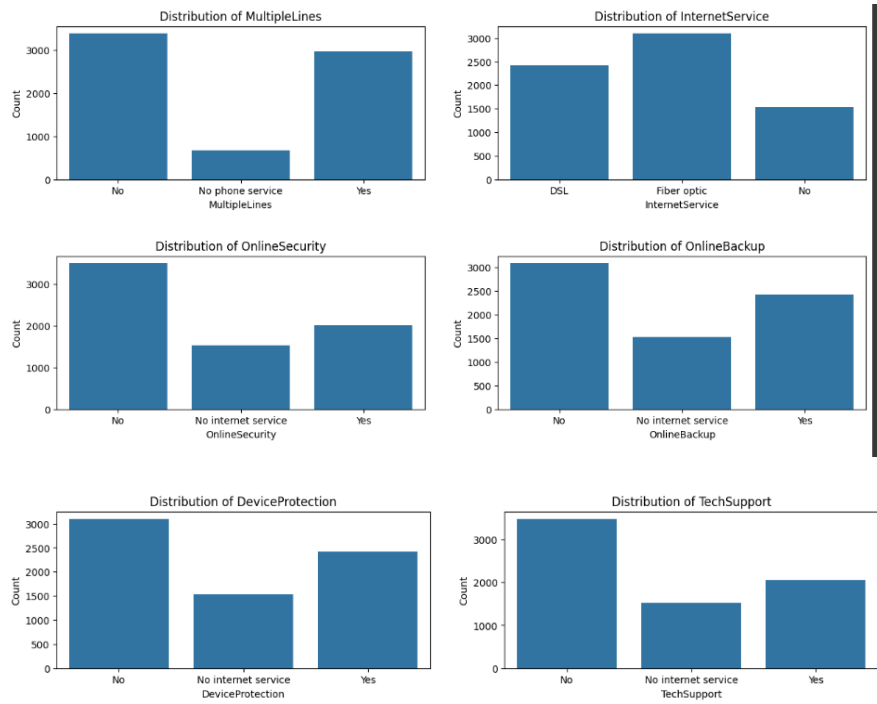 Distribution of MultipleLines
3000
2000
1000
0
Count
No
No phone service
Yes
MultipleLines
Distribution of InternetService
3000
2500
2000
1500
1000
500
0
Count
DSL
Fiber optic
No
InternetService
Distribution of OnlineSecurity
3000
2000
1000
0
Count
No
No internet service
Yes
OnlineSecurity
Distribution of OnlineBackup
3000
2500
2000
1500
1000
500
0
Count
No
No internet service
Yes
OnlineBackup
Distribution of DeviceProtection
3000
2500
2000
1500
1000
500
0
Count
No
No internet service
Yes
DeviceProtection
Distribution of TechSupport
3000
2000
1000
0
Count
No
No internet service
Yes
TechSupport